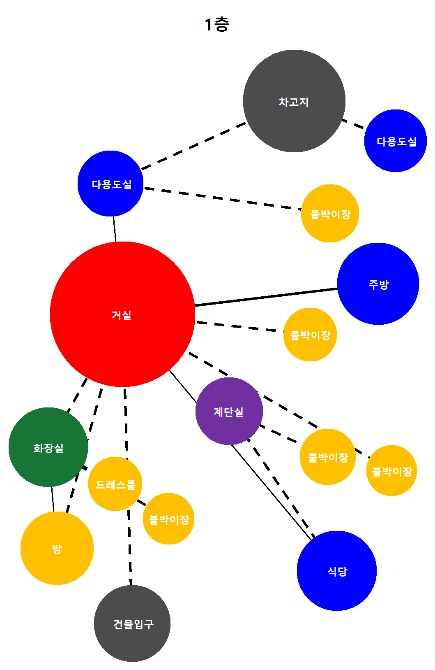 1층
차고지
다용도실
다용도실
붙박이장
주방
거실
붙박이장
계단실
화장실
붙박이장
붙박이장
드레스룸
붙박이장
방
식당
건물입구